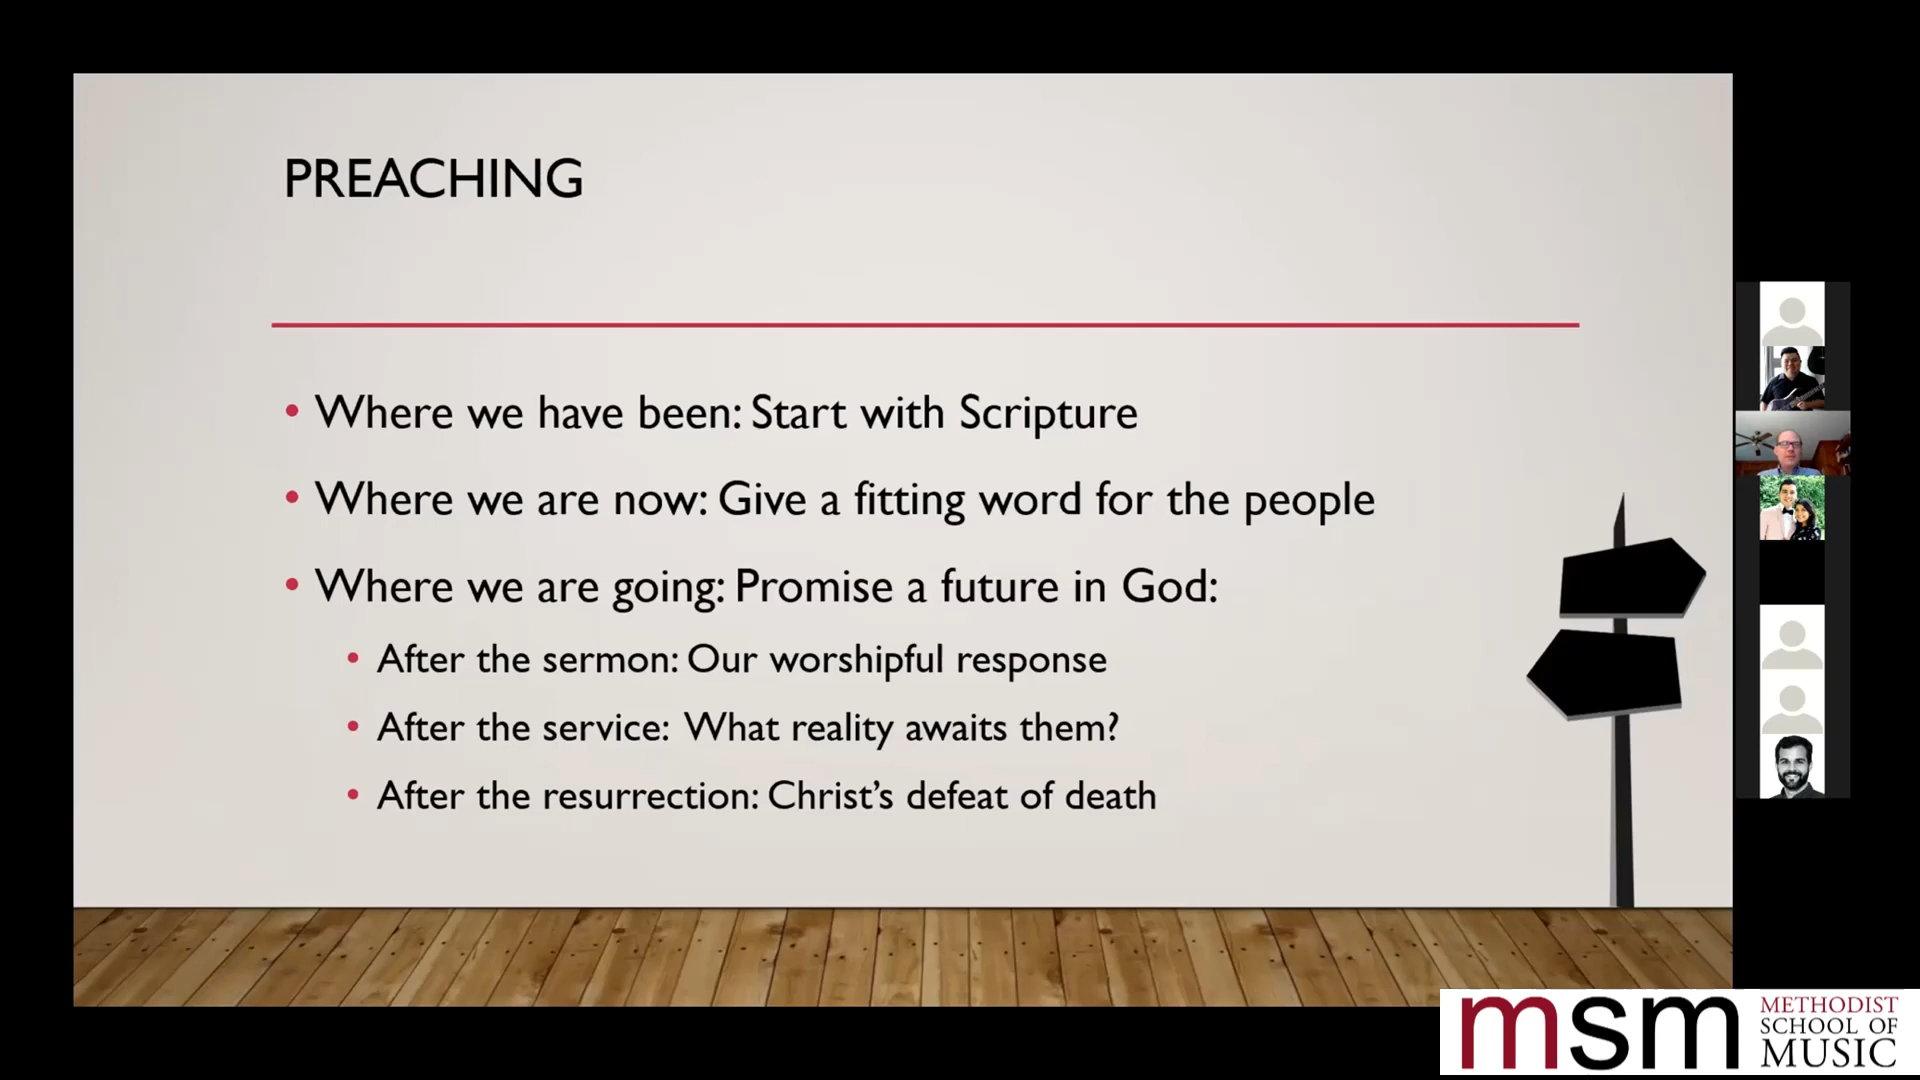 PREACHING
• Where we have been: Start with Scripture
• Where we are now: Give a fitting word for the people
• Where we are going: Promise a future in God:
• After the sermon: Our worshipful response
• After the service: What reality awaits them?
• After the resurrection: Christ’s defeat of death
msm
METHODIST
SCHOOL OF
MUSIC